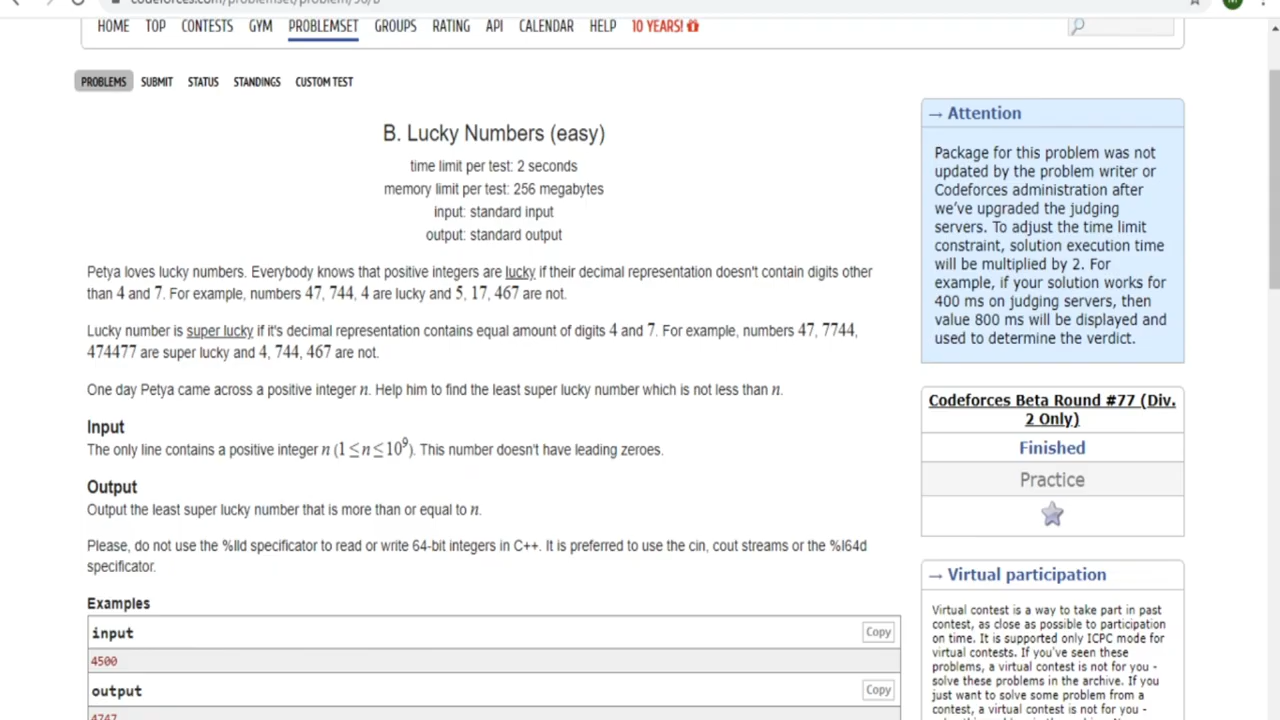 codeforces.com/problemset/problem/96/B
HOME TOP CONTESTS GYM PROBLEMSET GROUPS RATING API CALENDAR HELP 10 YEARS!
PROBLEMS SUBMIT STATUS STANDINGS CUSTOM TEST
B. Lucky Numbers (easy)
time limit per test: 2 seconds
memory limit per test: 256 megabytes
input: standard input
output: standard output
Petya loves lucky numbers. Everybody knows that positive integers are lucky if their decimal representation doesn't contain digits other
than 4 and 7. For example, numbers 47, 744, 4 are lucky and 5, 17, 467 are not.
Lucky number is super lucky if it's decimal representation contains equal amount of digits 4 and 7. For example, numbers 47, 7744,
474477 are super lucky and 4, 744, 467 are not.
One day Petya came across a positive integer n. Help him to find the least super lucky number which is not less than n.
Input
The only line contains a positive integer n (1 ≤ n ≤ 10⁹). This number doesn't have leading zeroes.
Output
Output the least super lucky number that is more than or equal to n.
Please, do not use the %lld specificator to read or write 64-bit integers in C++. It is preferred to use the cin, cout streams or the %I64d
specificator.
Examples
input
Copy
4500
output
Copy
4747
→ Attention
Package for this problem was not
updated by the problem writer or
Codeforces administration after
we've upgraded the judging
servers. To adjust the time limit
constraint, solution execution time
will be multiplied by 2. For
example, if your solution works for
400 ms on judging servers, then
value 800 ms will be displayed and
used to determine the verdict.
Codeforces Beta Round #77 (Div.
2 Only)
Finished
Practice
→ Virtual participation
Virtual contest is a way to take part in past
contest, as close as possible to participation
on time. It is supported only ICPC mode for
virtual contests. If you've seen these
problems, a virtual contest is not for you -
solve these problems in the archive. If you
just want to solve some problem from a
contest, a virtual contest is not for you -